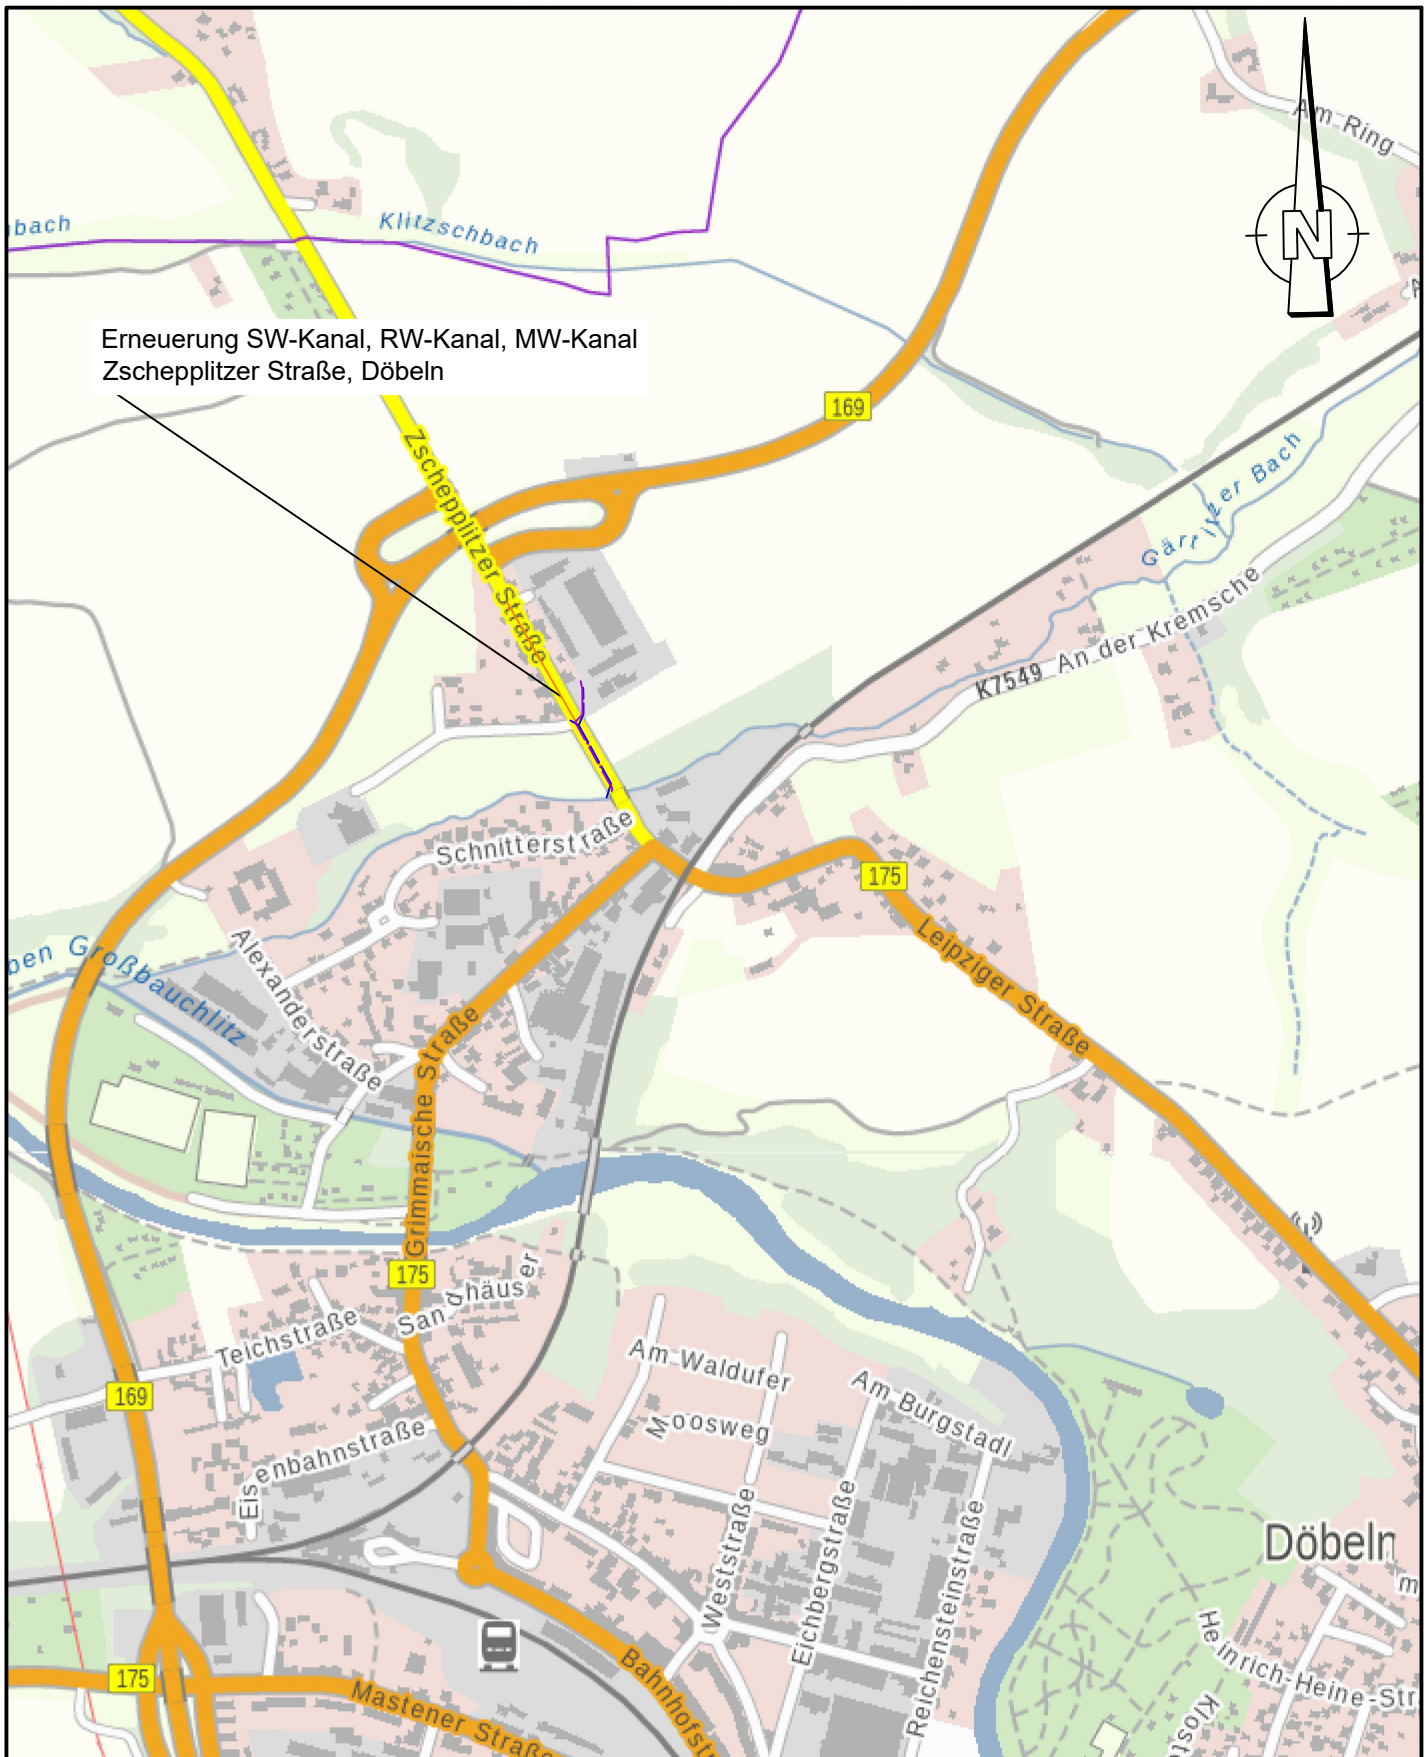 Am Ring
bach
Klitzschbach
N
Erneuerung SW-Kanal, RW-Kanal, MW-Kanal
Zschepplitzer Straße, Döbeln
169
Zschepplitzer Straße
Gärtitzer Bach
K7549 An der Kremsche
Schnitterstraße
175
Leipziger Straße
Großbauchlitz
Alexanderstraße
Grimmaische Straße
175
Sandhäuser
Teichstraße
169
Am Waldufer
Am Burgstadl
Moosweg
Eisenbahnstraße
Weststraße
Eichbergstraße
Reichensteinstraße
Döbeln
Heinrich-Heine-Str
Klost
175
Mastener Straße
Bahnhofstr